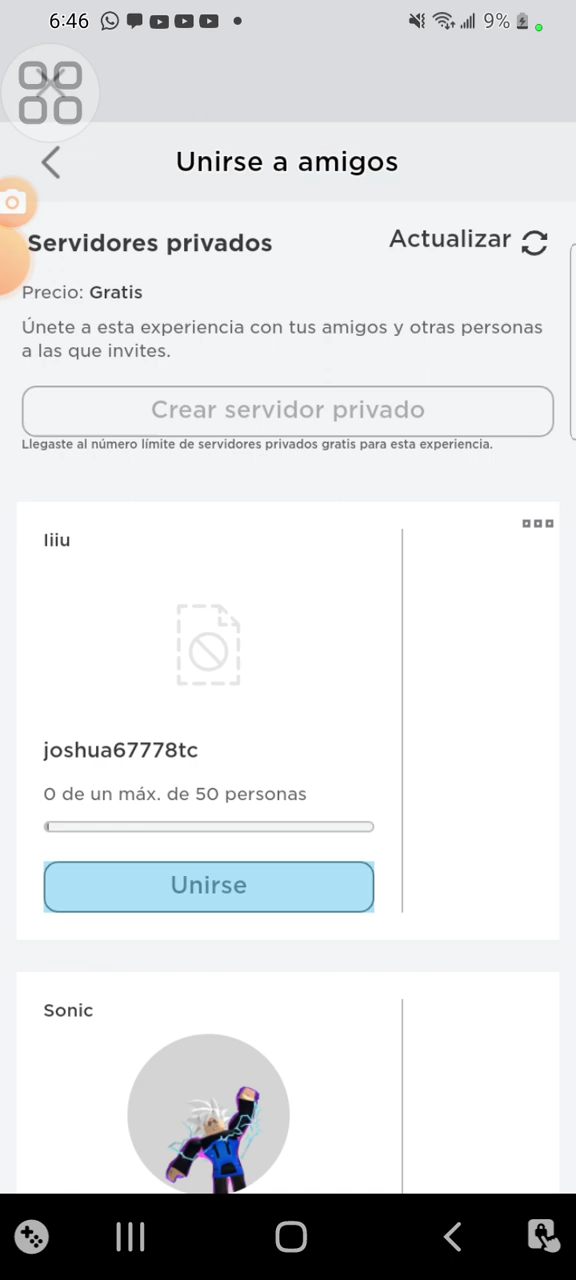 6:46
9%
Unirse a amigos
Servidores privados
Actualizar
Precio: Gratis
Únete a esta experiencia con tus amigos y otras personas
a las que invites.
Crear servidor privado
Llegaste al número límite de servidores privados gratis para esta experiencia.
Iiiu
joshua67778tc
0 de un máx. de 50 personas
Unirse
Sonic